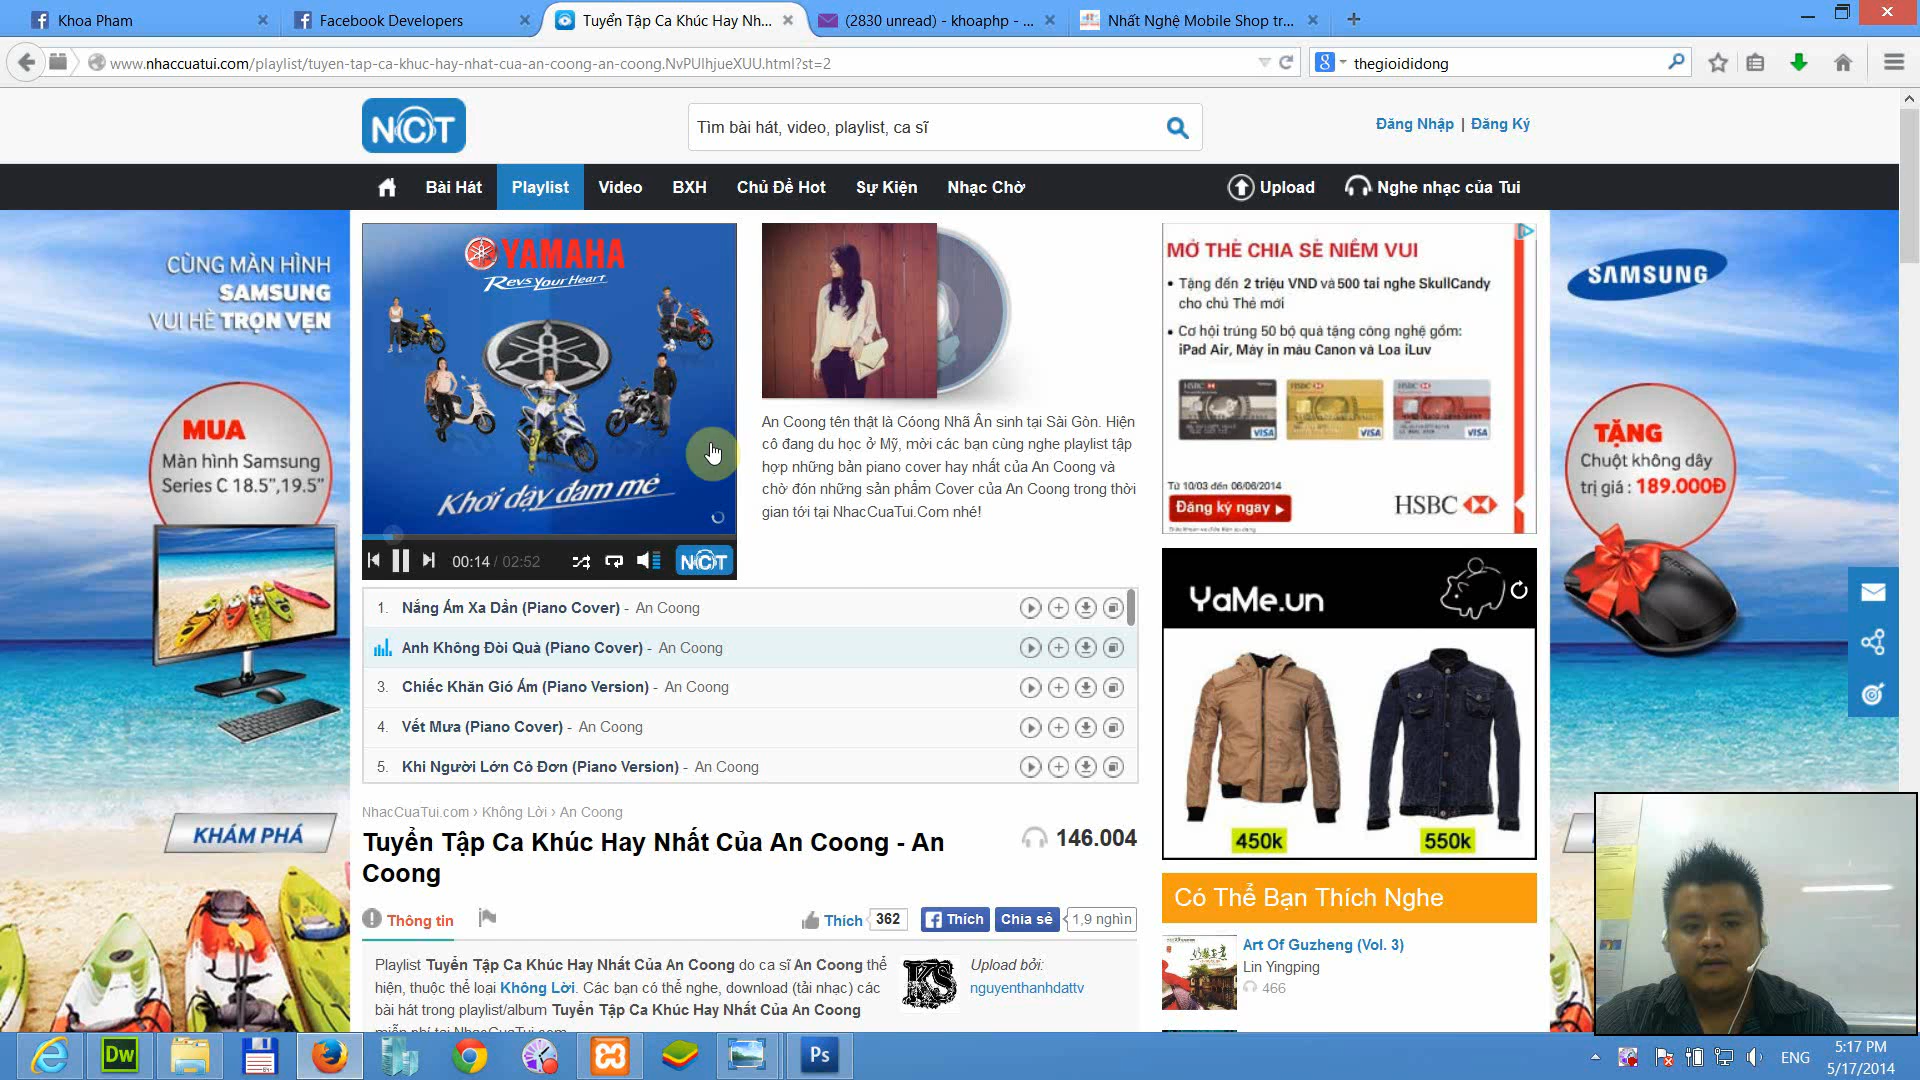 Khoa Pham
Facebook Developers
Tuyển Tập Ca Khúc Hay Nh...
(2830 unread) - khoaphp - ...
Nhất Nghệ Mobile Shop tr...
www.nhaccuatui.com/playlist/tuyen-tap-ca-khuc-hay-nhat-cua-an-coong-an-coong.NvPUlhjueXUU.html?st=2
thegioididong
NCT
Tìm bài hát, video, playlist, ca sĩ
Đăng Nhập | Đăng Ký
Bài Hát
Playlist
Video
BXH
Chủ Đề Hot
Sự Kiện
Nhạc Chờ
Upload
Nghe nhạc của Tui
CÙNG MÀN HÌNH
SAMSUNG
VUI HÈ TRỌN VẸN
MUA
Màn hình Samsung
Series C 18.5",19.5"
KHÁM PHÁ
YAMAHA
Revs Your Heart
Khơi dậy đam mê
00:14 / 02:52
NCT
An Coong tên thật là Cóong Nhã Ân sinh tại Sài Gòn. Hiện
cô đang du học ở Mỹ, mời các bạn cùng nghe playlist tập
hợp những bản piano cover hay nhất của An Coong và
chờ đón những sản phẩm Cover của An Coong trong thời
gian tới tại NhacCuaTui.Com nhé!
MỞ THẺ CHIA SẺ NIỀM VUI
• Tặng đến 2 triệu VND và 500 tai nghe SkullCandy
cho chủ Thẻ mới
• Cơ hội trúng 50 bộ quà tặng công nghệ gồm:
iPad Air, Máy in màu Canon và Loa iLuv
HSBC
VISA
HSBC
VISA
HSBC
VISA
Từ 10/03 đến 06/06/2014
Đăng ký ngay
HSBC
SAMSUNG
TẶNG
Chuột không dây
trị giá : 189.000Đ
1. Nắng Ấm Xa Dần (Piano Cover) - An Coong
Anh Không Đòi Quà (Piano Cover) - An Coong
3. Chiếc Khăn Gió Ấm (Piano Version) - An Coong
4. Vết Mưa (Piano Cover) - An Coong
5. Khi Người Lớn Cô Đơn (Piano Version) - An Coong
YaMe.vn
450k
550k
NhacCuaTui.com › Không Lời › An Coong
Tuyển Tập Ca Khúc Hay Nhất Của An Coong - An
Coong
146.004
Thông tin
Thích
362
Thích
Chia sẻ
1,9 nghìn
Playlist Tuyển Tập Ca Khúc Hay Nhất Của An Coong do ca sĩ An Coong thể
hiện, thuộc thể loại Không Lời. Các bạn có thể nghe, download (tải nhạc) các
bài hát trong playlist/album Tuyển Tập Ca Khúc Hay Nhất Của An Coong
miễn phí tại NhacCuaTui.com
KS
Upload bởi:
nguyenthanhdattv
Có Thể Bạn Thích Nghe
Art Of Guzheng (Vol. 3)
Lin Yingping
466
Dw
Ps
ENG
5:17 PM
5/17/2014